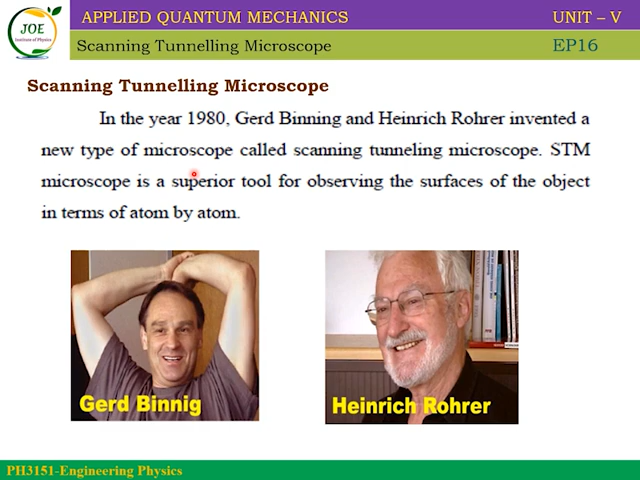 JOE
Institute of Physics
APPLIED QUANTUM MECHANICS UNIT – V
Scanning Tunnelling Microscope EP16
Scanning Tunnelling Microscope
In the year 1980, Gerd Binning and Heinrich Rohrer invented a
new type of microscope called scanning tunneling microscope. STM
microscope is a superior tool for observing the surfaces of the object
in terms of atom by atom.
Gerd Binnig
Heinrich Rohrer
PH3151-Engineering Physics